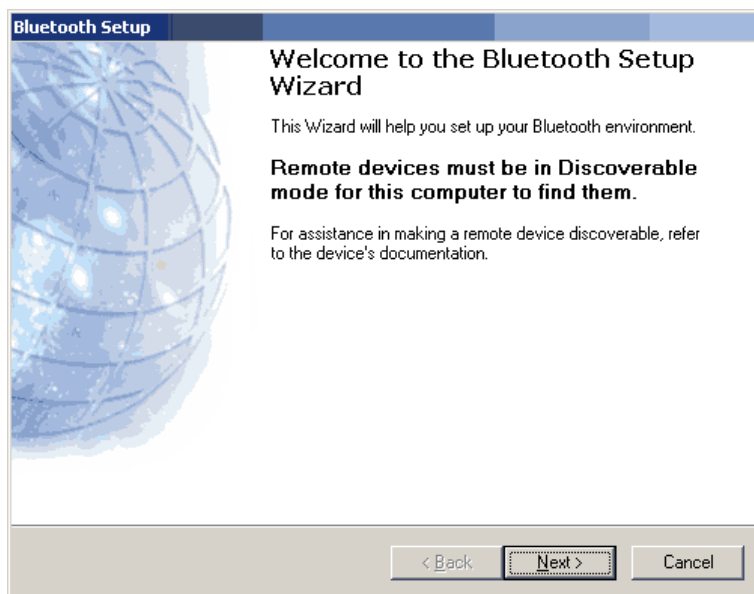 Bluetooth Setup
Welcome to the Bluetooth Setup
Wizard
This Wizard will help you set up your Bluetooth environment.
Remote devices must be in Discoverable
mode for this computer to find them.
For assistance in making a remote device discoverable, refer
to the device's documentation.
< Back Next > Cancel